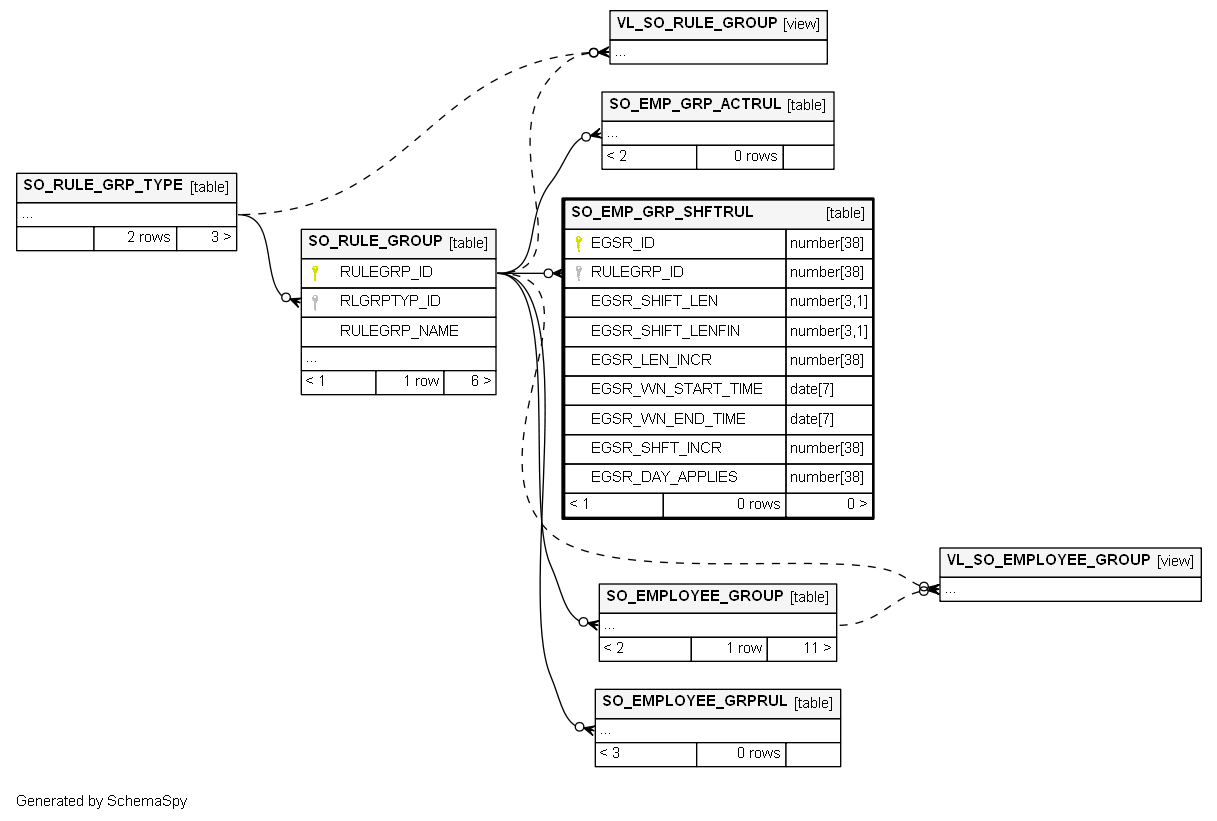 VL_SO_RULE_GROUP [view]
...
SO_EMP_GRP_ACTRUL [table]
...
< 2 0 rows
SO_RULE_GRP_TYPE [table]
...
2 rows 3 >
SO_RULE_GROUP [table]
RULEGRP_ID
RLGRPTYP_ID
RULEGRP_NAME
...
< 1 1 row 6 >
SO_EMP_GRP_SHFTRUL [table]
EGSR_ID number[38]
RULEGRP_ID number[38]
EGSR_SHIFT_LEN number[3,1]
EGSR_SHIFT_LENFIN number[3,1]
EGSR_LEN_INCR number[38]
EGSR_WN_START_TIME date[7]
EGSR_WN_END_TIME date[7]
EGSR_SHFT_INCR number[38]
EGSR_DAY_APPLIES number[38]
< 1 0 rows 0 >
VL_SO_EMPLOYEE_GROUP [view]
...
SO_EMPLOYEE_GROUP [table]
...
< 2 1 row 11 >
SO_EMPLOYEE_GRPRUL [table]
...
< 3 0 rows
Generated by SchemaSpy